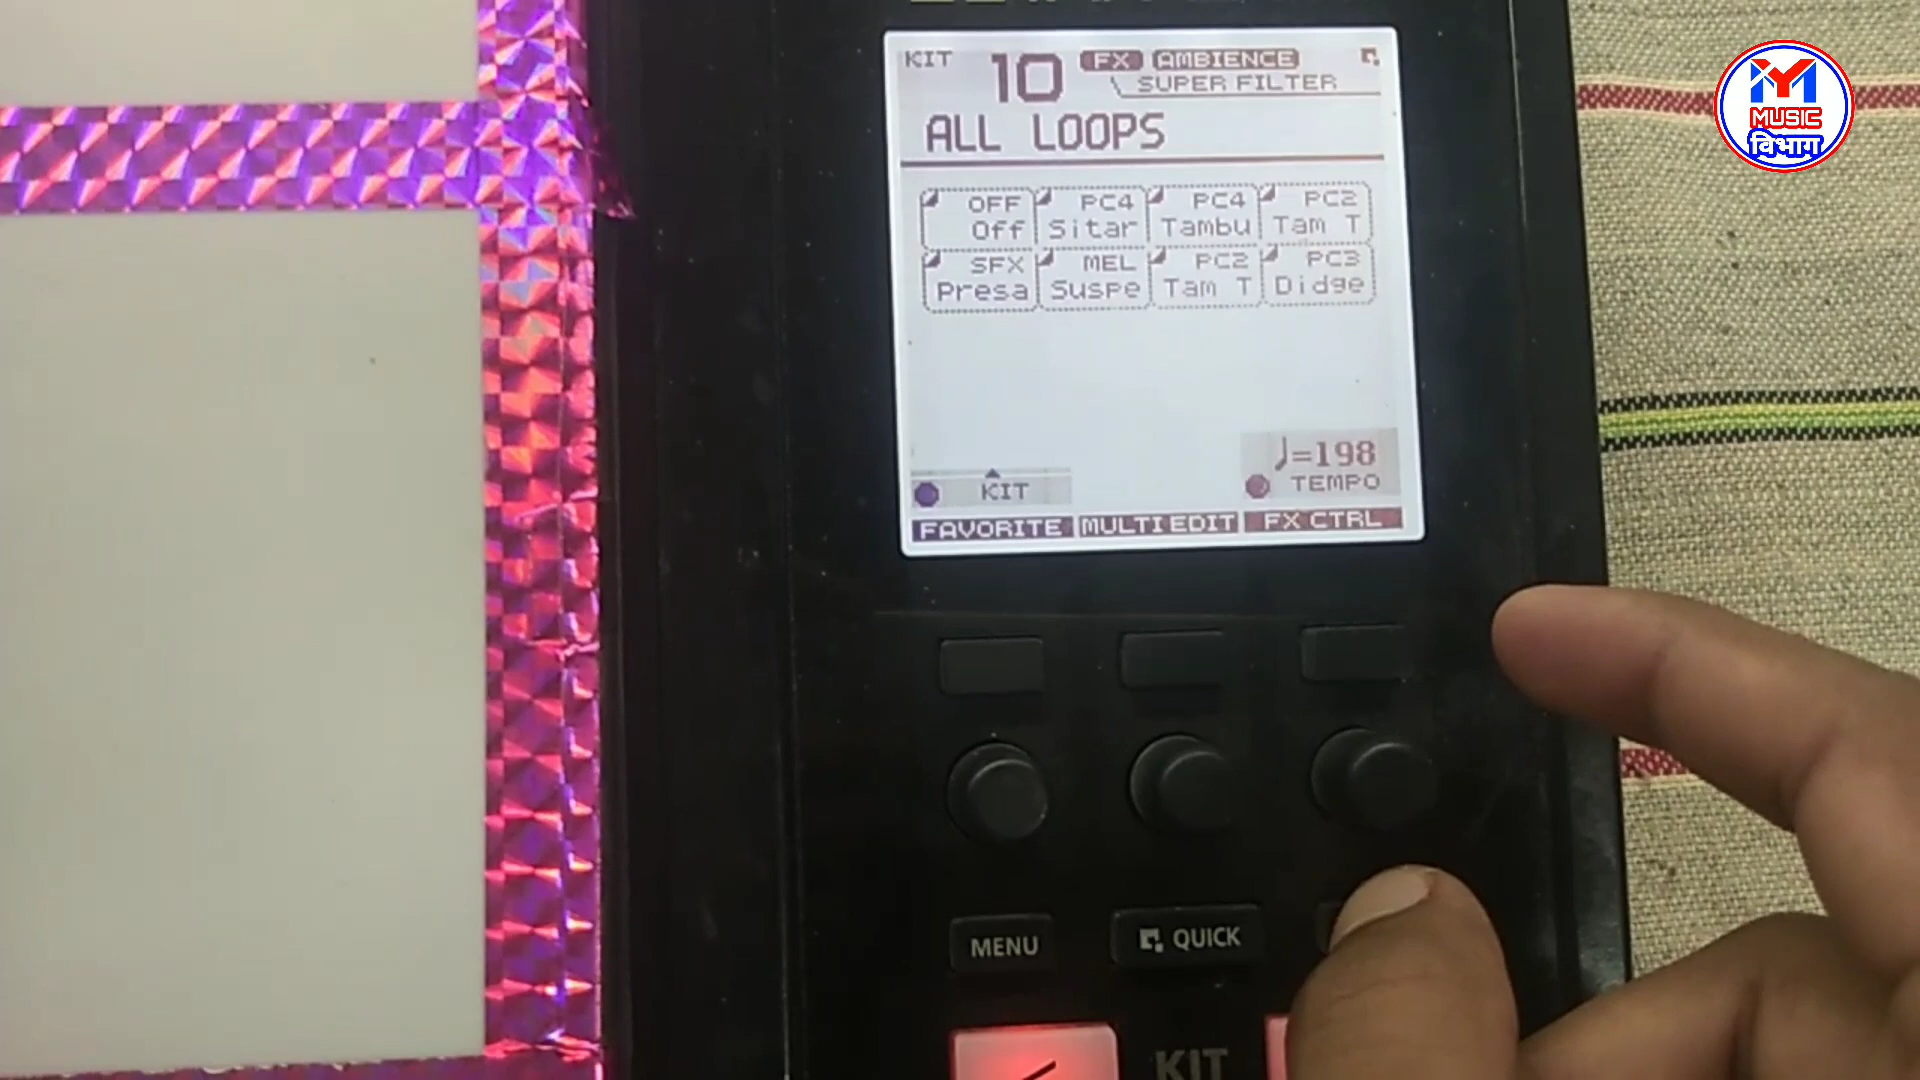 KIT 10 FX AMBIENCE
SUPER FILTER
ALL LOOPS
OFF PC4 PC4 PC2
Off Sitar Tambu Tam T
SFX MEL PC2 PC3
Presa Suspe Tam T Didge
♩=198
KIT TEMPO
FAVORITE MULTI EDIT FX CTRL
MENU QUICK
KIT
M
MUSIC
विभाग